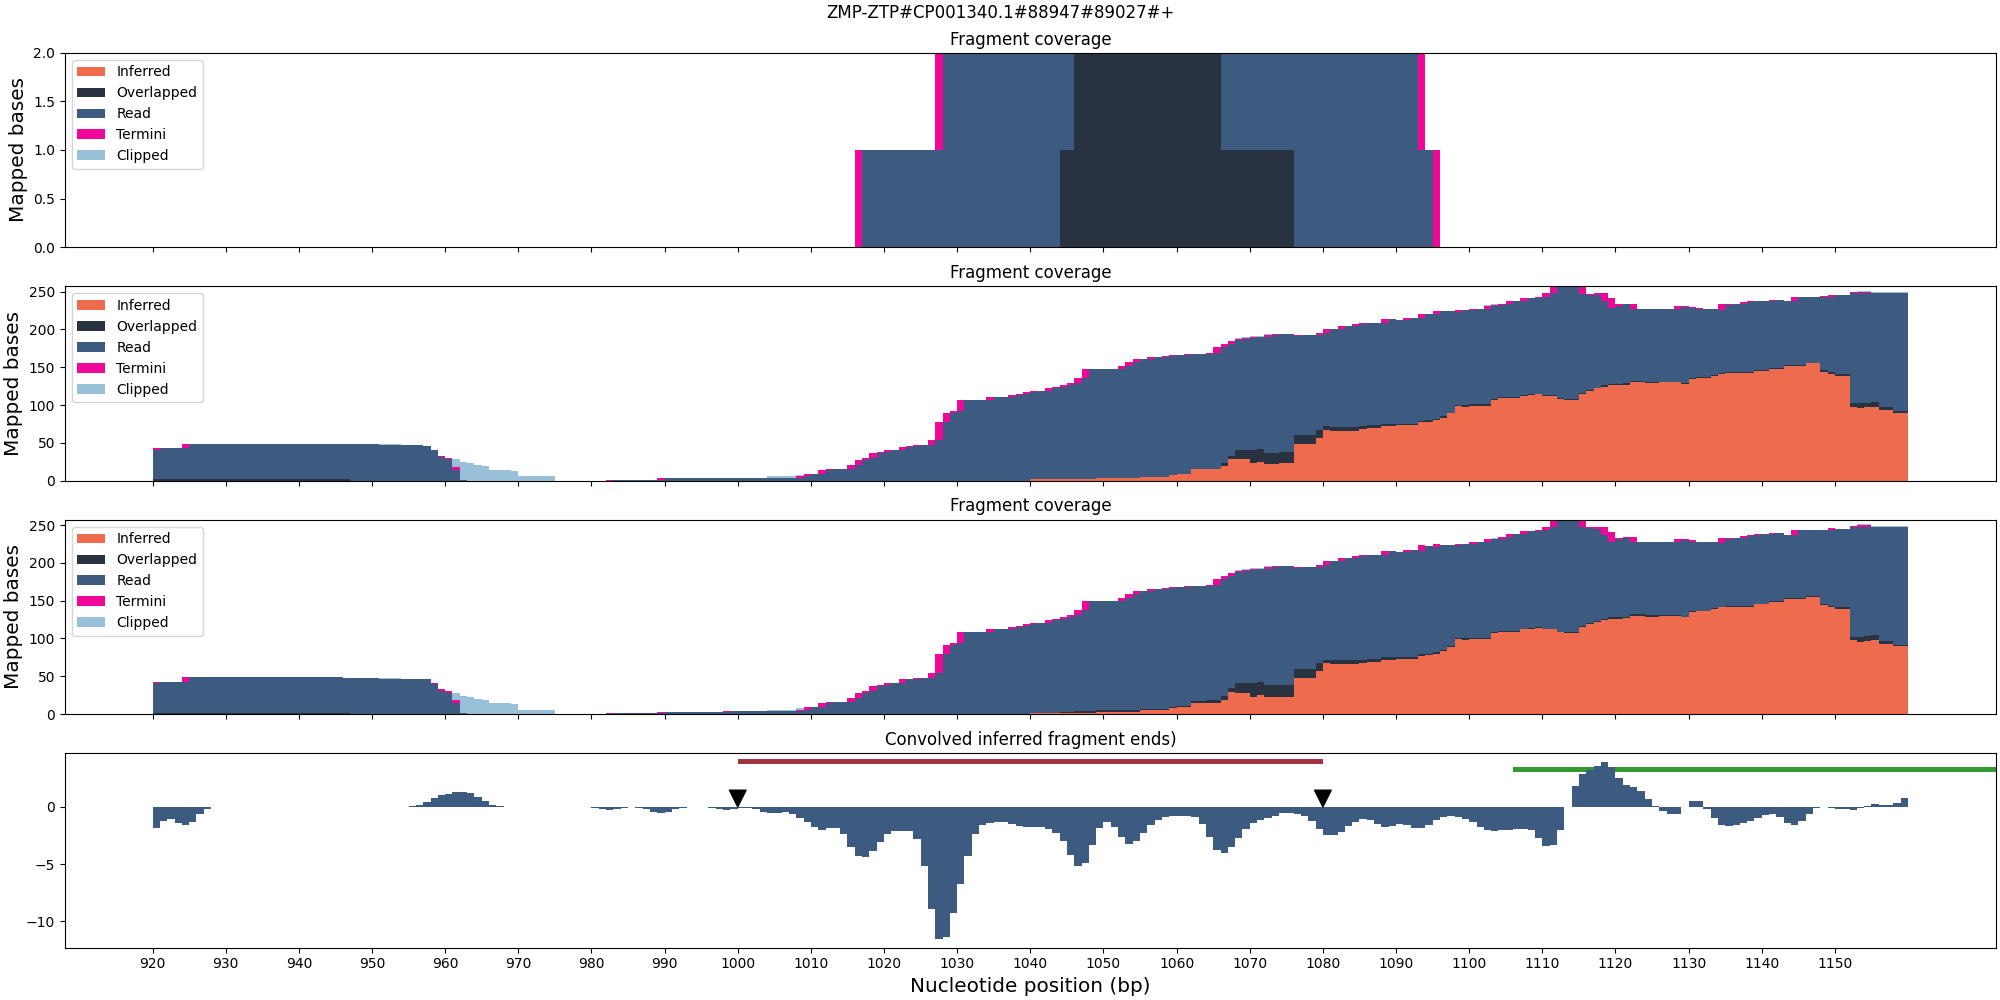 ZMP-ZTP#CP001340.1#88947#89027#+
Fragment coverage
Mapped bases
2.0
1.5
1.0
0.5
0.0
Inferred
Overlapped
Read
Termini
Clipped
Fragment coverage
Mapped bases
250
200
150
100
50
0
Inferred
Overlapped
Read
Termini
Clipped
Fragment coverage
Mapped bases
250
200
150
100
50
0
Inferred
Overlapped
Read
Termini
Clipped
Convolved inferred fragment ends)
0
−5
−10
920 930 940 950 960 970 980 990 1000 1010 1020 1030 1040 1050 1060 1070 1080 1090 1100 1110 1120 1130 1140 1150
Nucleotide position (bp)